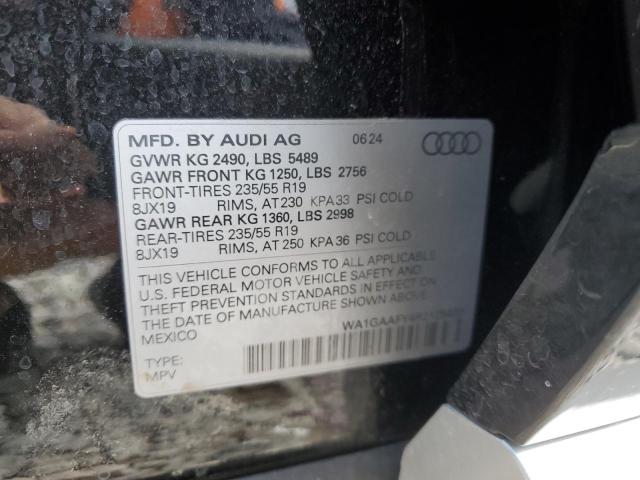 MFD. BY AUDI AG 06 24
GVWR KG 2490, LBS 5489
GAWR FRONT KG 1250, LBS 2756
FRONT-TIRES 235/55 R19
8JX19 RIMS, AT 230 KPA 33 PSI COLD
GAWR REAR KG 1360, LBS 2998
REAR-TIRES 235/55 R19
8JX19 RIMS, AT 250 KPA 36 PSI COLD
THIS VEHICLE CONFORMS TO ALL APPLICABLE
U.S. FEDERAL MOTOR VEHICLE SAFETY AND
THEFT PREVENTION STANDARDS IN EFFECT ON
THE DATE OF MANUFACTURE SHOWN ABOVE.
MEXICO
TYPE:
MPV